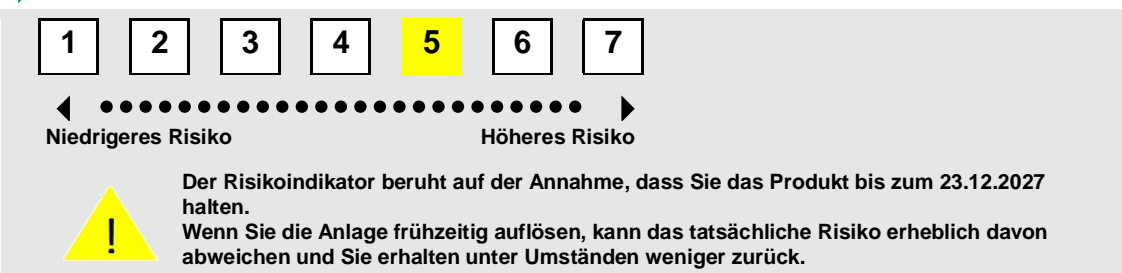 1 2 3 4 5 6 7
Niedrigeres Risiko Höheres Risiko
Der Risikoindikator beruht auf der Annahme, dass Sie das Produkt bis zum 23.12.2027
halten.
Wenn Sie die Anlage frühzeitig auflösen, kann das tatsächliche Risiko erheblich davon
abweichen und Sie erhalten unter Umständen weniger zurück.
!